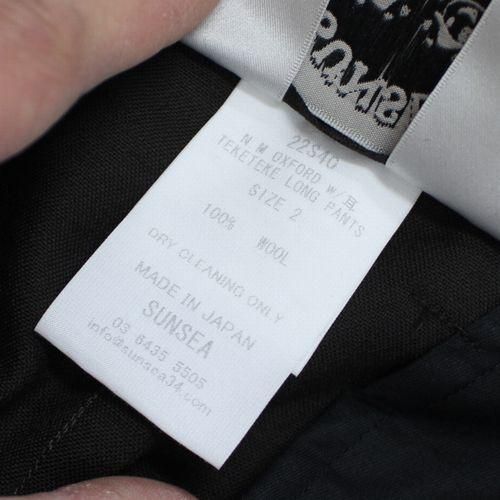 22S40
N.M OXFORD W/耳
TEKETEKE LONG PANTS
SIZE 2
100% WOOL
DRY CLEANING ONLY
MADE IN JAPAN
SUNSEA
03 6435 5505
info@sunsea34.com